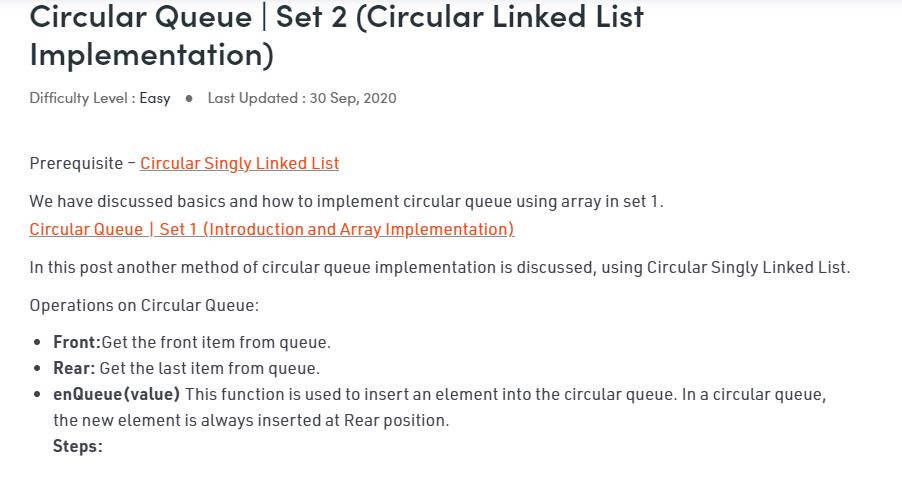 Circular Queue | Set 2 (Circular Linked List
Implementation)
Difficulty Level : Easy ● Last Updated : 30 Sep, 2020
Prerequisite – Circular Singly Linked List
We have discussed basics and how to implement circular queue using array in set 1.
Circular Queue | Set 1 (Introduction and Array Implementation)
In this post another method of circular queue implementation is discussed, using Circular Singly Linked List.
Operations on Circular Queue:
• Front:Get the front item from queue.
• Rear: Get the last item from queue.
• enQueue(value) This function is used to insert an element into the circular queue. In a circular queue,
the new element is always inserted at Rear position.
Steps: